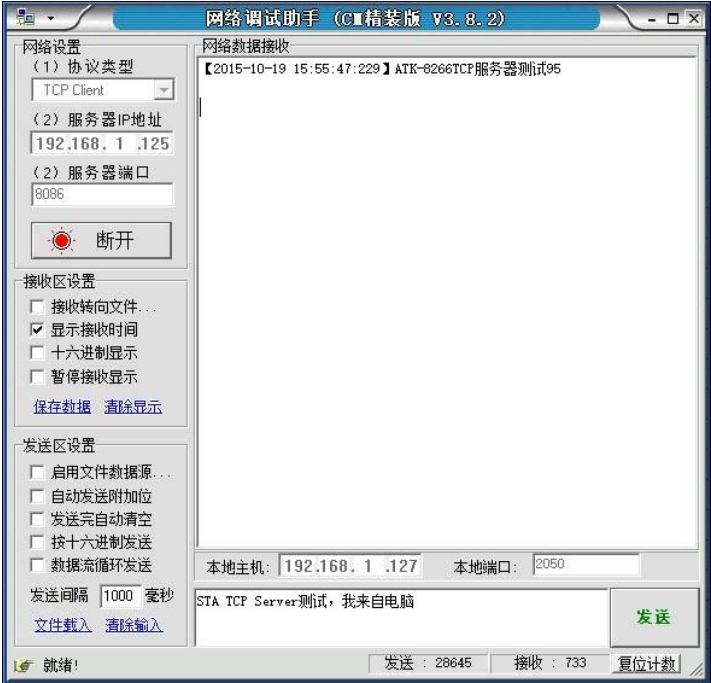 网络调试助手 (CⅢ精装版 V3.8.2)
网络设置
(1) 协议类型
TCP Client
(2) 服务器IP地址
192.168. 1 .125
(2) 服务器端口
8086
断开
接收区设置
接收转向文件...
显示接收时间
十六进制显示
暂停接收显示
保存数据 清除显示
发送区设置
启用文件数据源...
自动发送附加位
发送完自动清空
按十六进制发送
数据流循环发送
发送间隔 1000 毫秒
文件载入 清除输入
网络数据接收
【2015-10-19 15:55:47:229】ATK-8266TCP服务器测试95
本地主机: 192.168. 1 .127 本地端口: 2050
STA TCP Server测试，我来自电脑
发送
就绪!
发送 : 28645 接收 : 733 复位计数